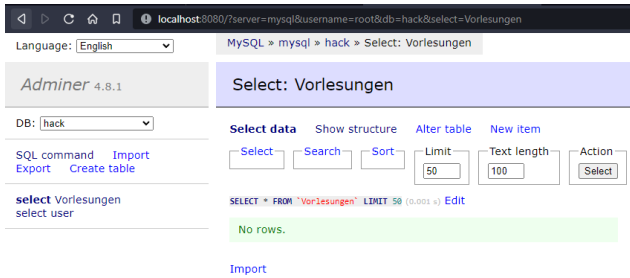 localhost:8080/?server=mysql&username=root&db=hack&select=Vorlesungen
Language: English
MySQL » mysql » hack » Select: Vorlesungen
Adminer 4.8.1
Select: Vorlesungen
DB: hack
SQL command Import
Export Create table
select Vorlesungen
select user
Select data Show structure Alter table New item
Select Search Sort Limit Text length Action
50 100 Select
SELECT * FROM `Vorlesungen` LIMIT 50 (0.001 s) Edit
No rows.
Import